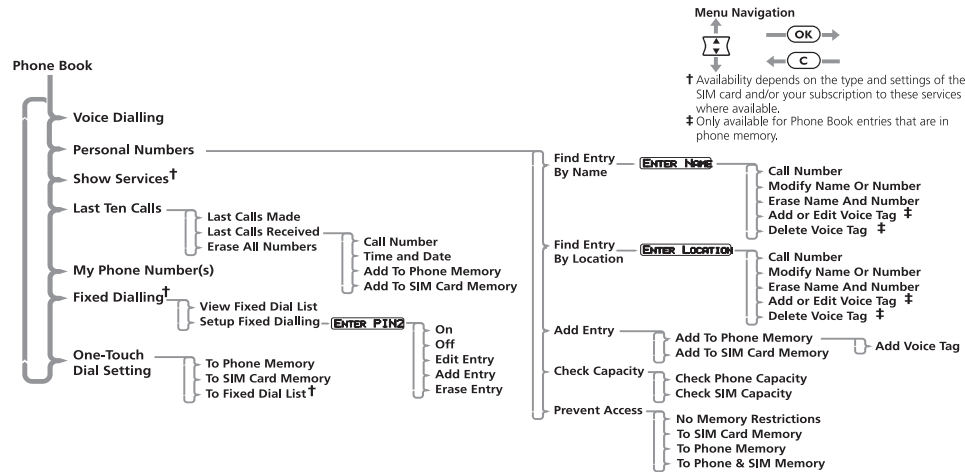 Menu Navigation
OK
C
† Availability depends on the type and settings of the
SIM card and/or your subscription to these services
where available.
‡ Only available for Phone Book entries that are in
phone memory.
Phone Book
Voice Dialling
Personal Numbers
Show Services†
Last Ten Calls
Last Calls Made
Last Calls Received
Erase All Numbers
Call Number
Time and Date
Add To Phone Memory
Add To SIM Card Memory
My Phone Number(s)
Fixed Dialling†
View Fixed Dial List
Setup Fixed Dialling
ENTER PIN2
On
Off
Edit Entry
Add Entry
Erase Entry
One-Touch
Dial Setting
To Phone Memory
To SIM Card Memory
To Fixed Dial List†
Find Entry
By Name
ENTER NAME
Call Number
Modify Name Or Number
Erase Name And Number
Add or Edit Voice Tag ‡
Delete Voice Tag ‡
Find Entry
By Location
ENTER LOCATION
Call Number
Modify Name Or Number
Erase Name And Number
Add or Edit Voice Tag ‡
Delete Voice Tag ‡
Add Entry
Add To Phone Memory
Add To SIM Card Memory
Add Voice Tag
Check Capacity
Check Phone Capacity
Check SIM Capacity
Prevent Access
No Memory Restrictions
To SIM Card Memory
To Phone Memory
To Phone & SIM Memory